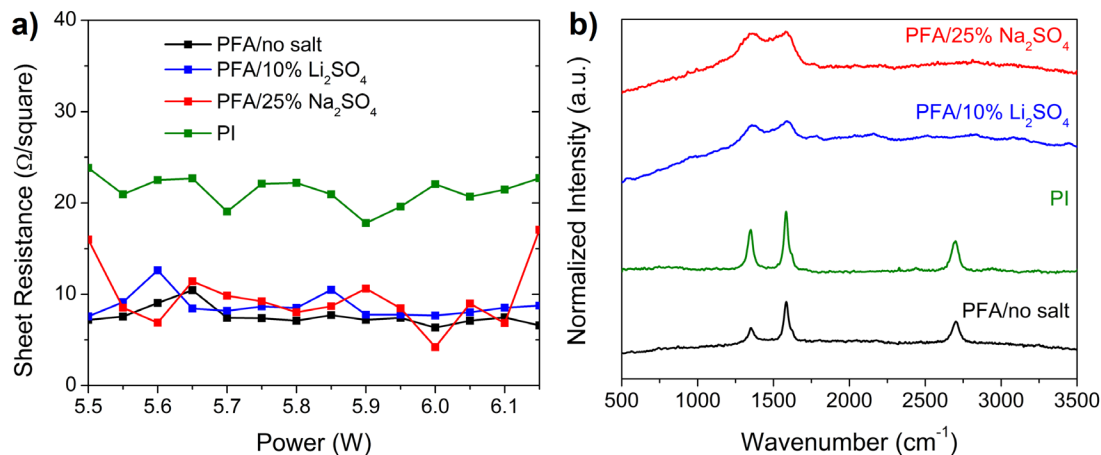 a)
40
30
20
10
0
Sheet Resistance (Ω/square)
PFA/no salt
PFA/10% Li₂SO₄
PFA/25% Na₂SO₄
PI
5.5 5.6 5.7 5.8 5.9 6.0 6.1
Power (W)
b)
Normalized Intensity (a.u.)
PFA/25% Na₂SO₄
PFA/10% Li₂SO₄
PI
PFA/no salt
500 1000 1500 2000 2500 3000 3500
Wavenumber (cm⁻¹)